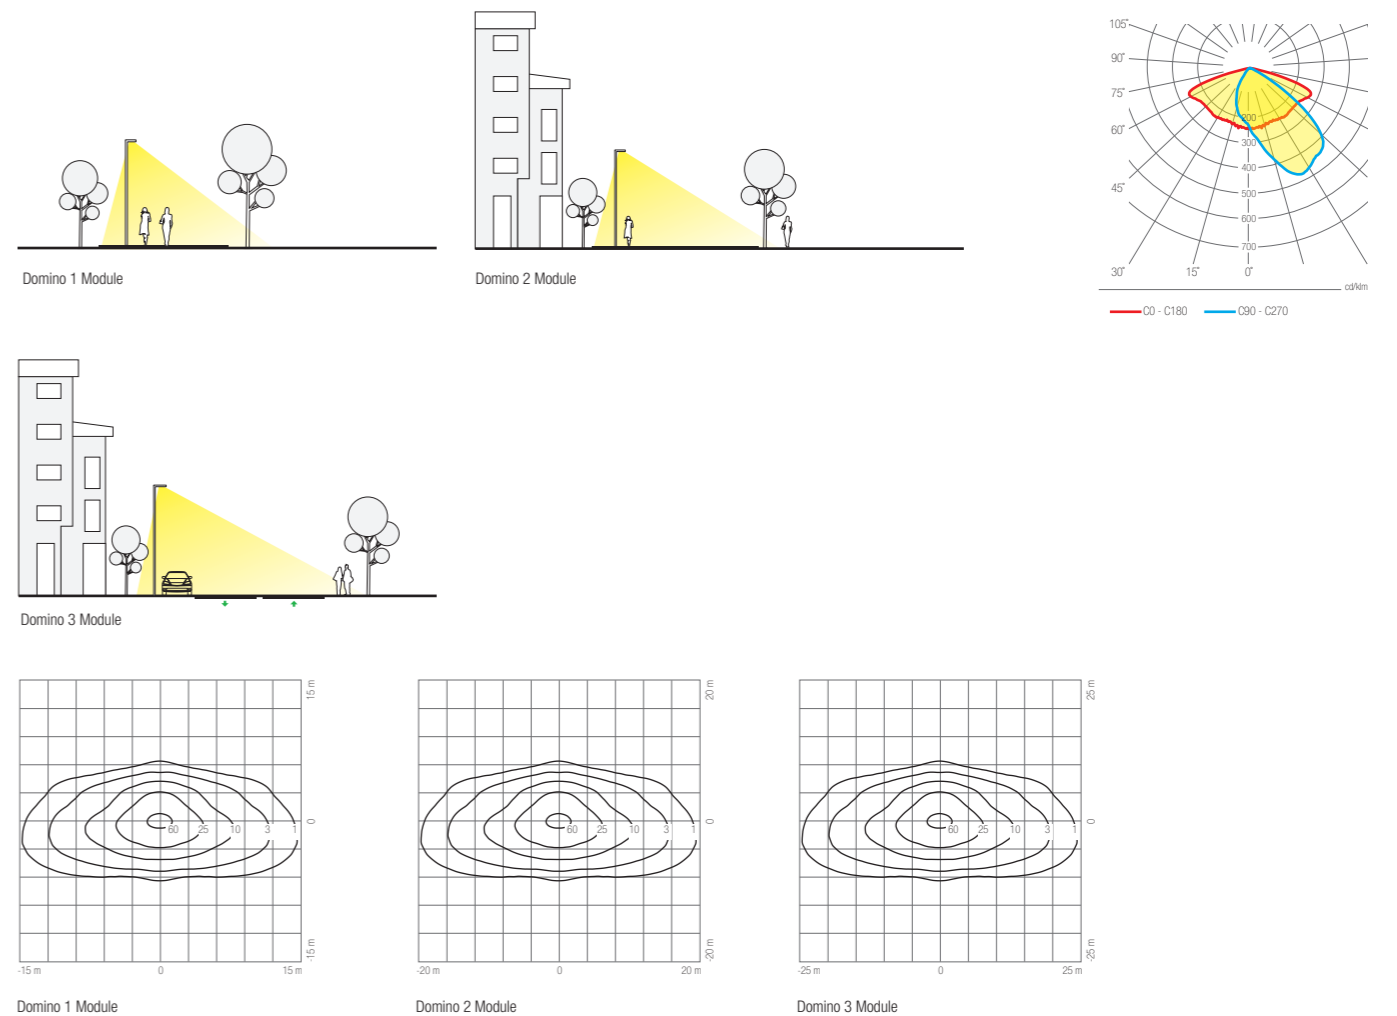 105°
90°
75°
60°
45°
30°
15°
0°
200
300
400
500
600
700
cd/klm
C0 - C180
C90 - C270
Domino 1 Module
Domino 2 Module
Domino 3 Module
15 m
0
-15 m
60 25 10 3 1
-15 m 0 15 m
Domino 1 Module
20 m
0
-20 m
60 25 10 3 1
-20 m 0 20 m
Domino 2 Module
25 m
0
-25 m
60 25 10 3 1
-25 m 0 25 m
Domino 3 Module